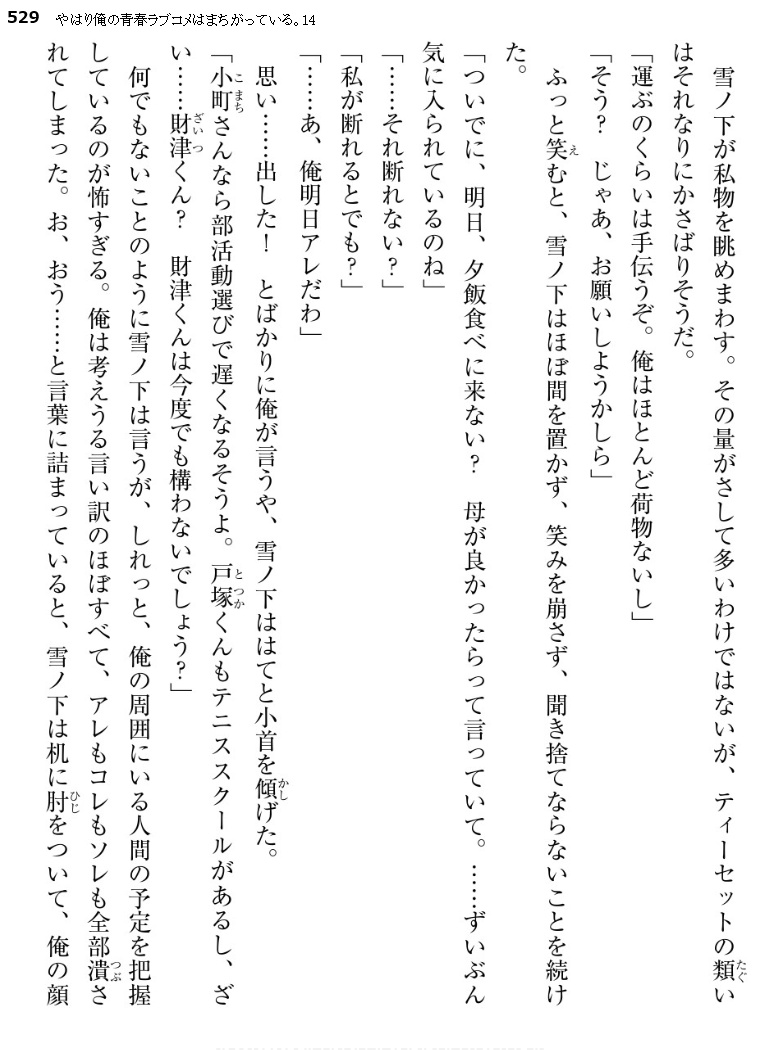 529 やはり俺の青春ラブコメはまちがっている。14
　雪ノ下が私物を眺めまわす。その量がさして多いわけではないが、ティーセットの類い
はそれなりにかさばりそうだ。
「運ぶのくらいは手伝うぞ。俺はほとんど荷物ないし」
「そう？　じゃあ、お願いしようかしら」
　ふっと笑むと、雪ノ下はほぼ間を置かず、笑みを崩さず、聞き捨てならないことを続け
た。
「ついでに、明日、夕飯食べに来ない？　母が良かったらって言っていて。……ずいぶん
気に入られているのね」
「……それ断れない？」
「私が断れるとでも？」
「……あ、俺明日アレだわ」
　思い……出した！　とばかりに俺が言うや、雪ノ下ははてと小首を傾げた。
「小町さんなら部活動選びで遅くなるそうよ。戸塚くんもテニススクールがあるし、ざ
い……財津くん？　財津くんは今度でも構わないでしょう？」
　何でもないことのように雪ノ下は言うが、しれっと、俺の周囲にいる人間の予定を把握
しているのが怖すぎる。俺は考えうる言い訳のほぼすべて、アレもコレもソレも全部潰さ
れてしまった。お、おう……と言葉に詰まっていると、雪ノ下は机に肘をついて、俺の顔